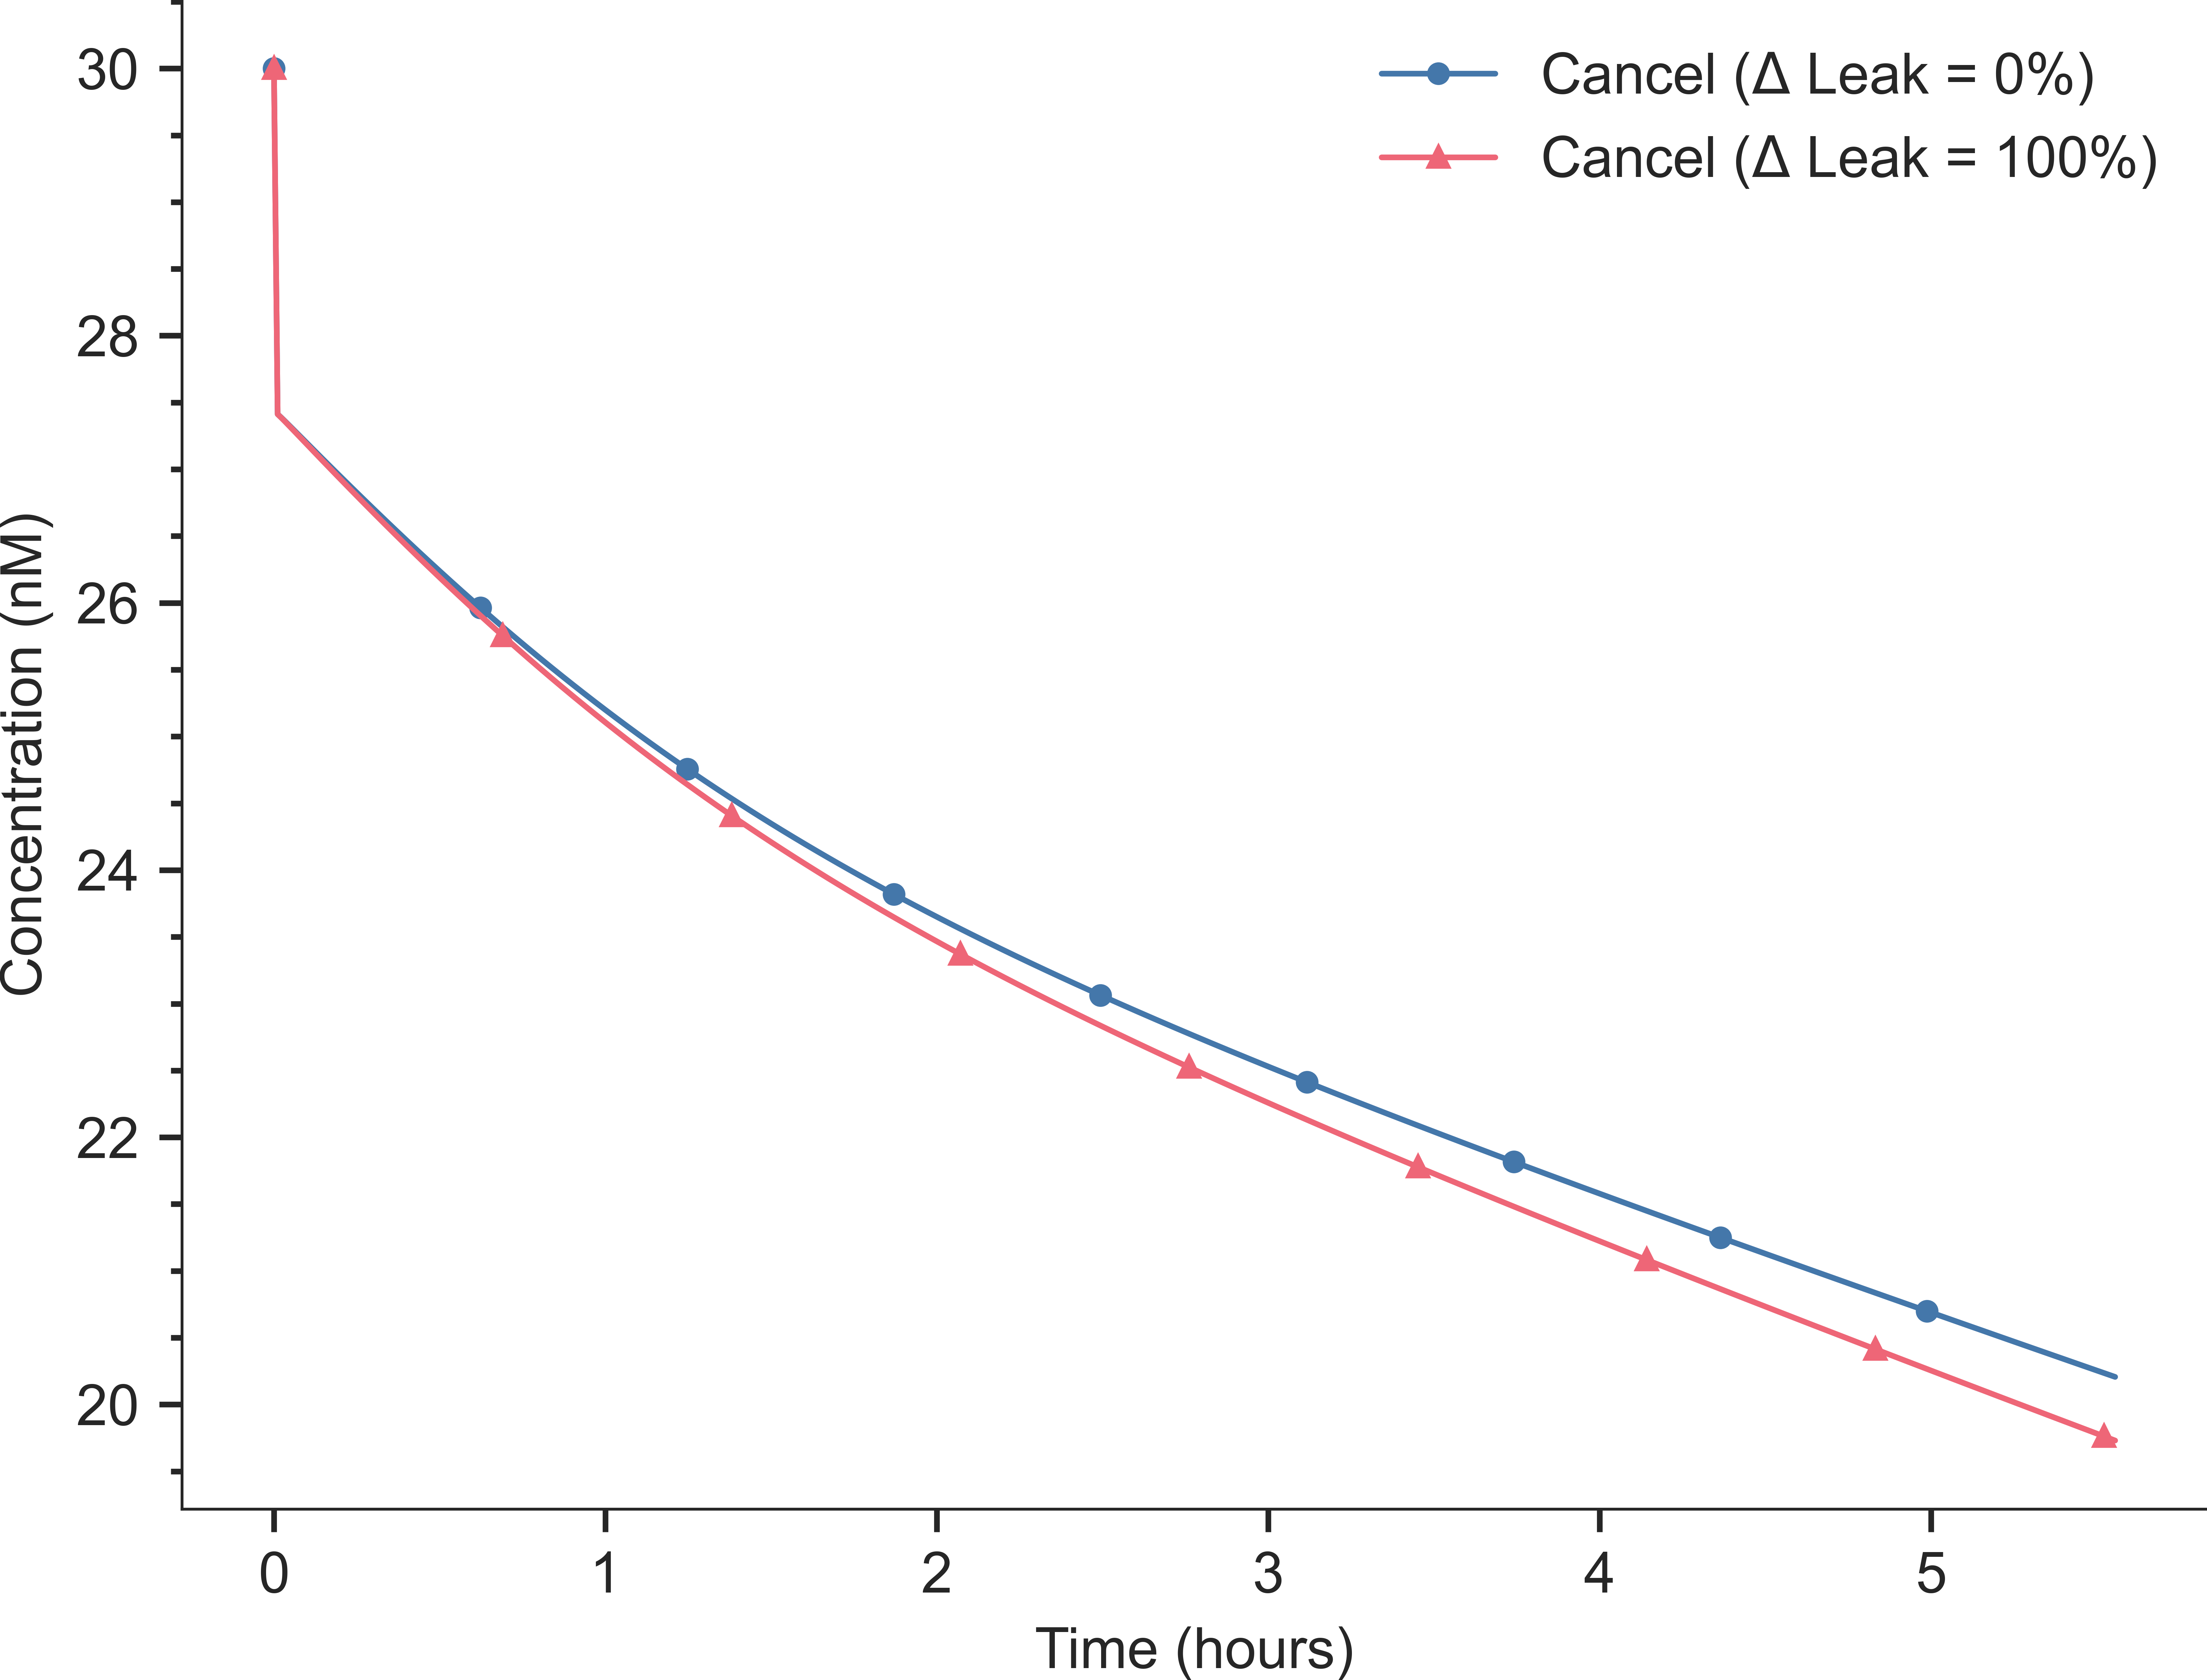 Cancel (Δ Leak = 0%)
Cancel (Δ Leak = 100%)
Concentration (nM)
30
28
26
24
22
20
0 1 2 3 4 5
Time (hours)